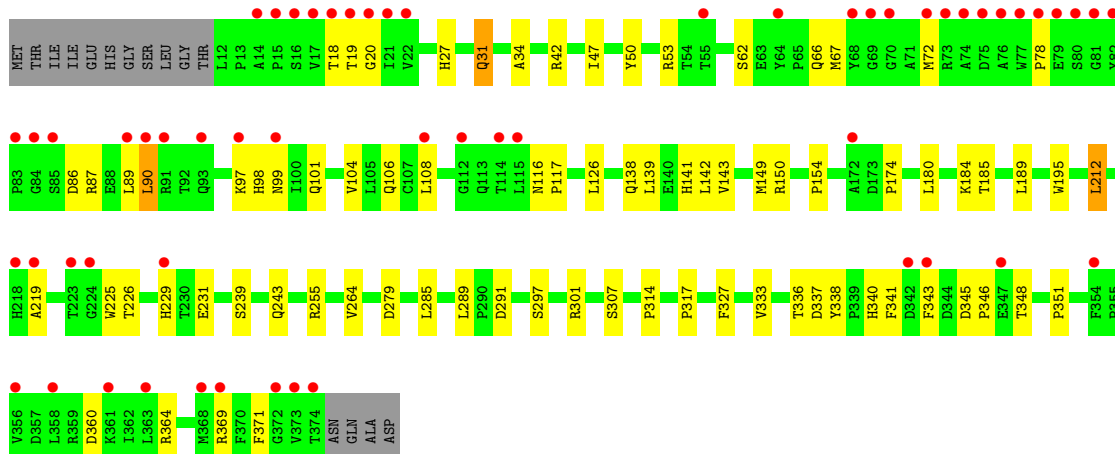 MET THR ILE ILE GLU HIS GLY SER LEU GLY THR L12 P13 A14 P15 S16 V17 T18 T19 G20 I21 V22 H27 Q31 A34 R42 I47 Y50 R53 T54 T55 S62 E63 Y64 P65 Q66 M67 Y68 G69 G70 A71 M72 R73 A74 D75 A76 W77 P78 E79 S80 G81
P83 G84 S85 D86 R87 E88 L89 L90 R91 T92 Q93 K97 H98 N99 I100 Q101 V104 L105 Q106 C107 L108 G112 Q113 T114 L115 N116 P117 L126 Q138 L139 E140 H141 L142 V143 M149 R150 P154 A172 D173 P174 L180 K184 T185 L189 W195 L212
H218 A219 T223 G224 W225 T226 H229 T230 E231 S239 Q243 R255 V264 D279 L285 L289 P290 D291 S297 R301 S307 P314 P317 F327 V333 T336 D337 Y338 P339 H340 F341 D342 F343 D344 D345 P346 E347 T348 P351 F354
V356 D357 L358 R359 D360 K361 I362 L363 R364 M368 R369 F370 F371 G372 V373 T374 ASN GLN ALA ASP